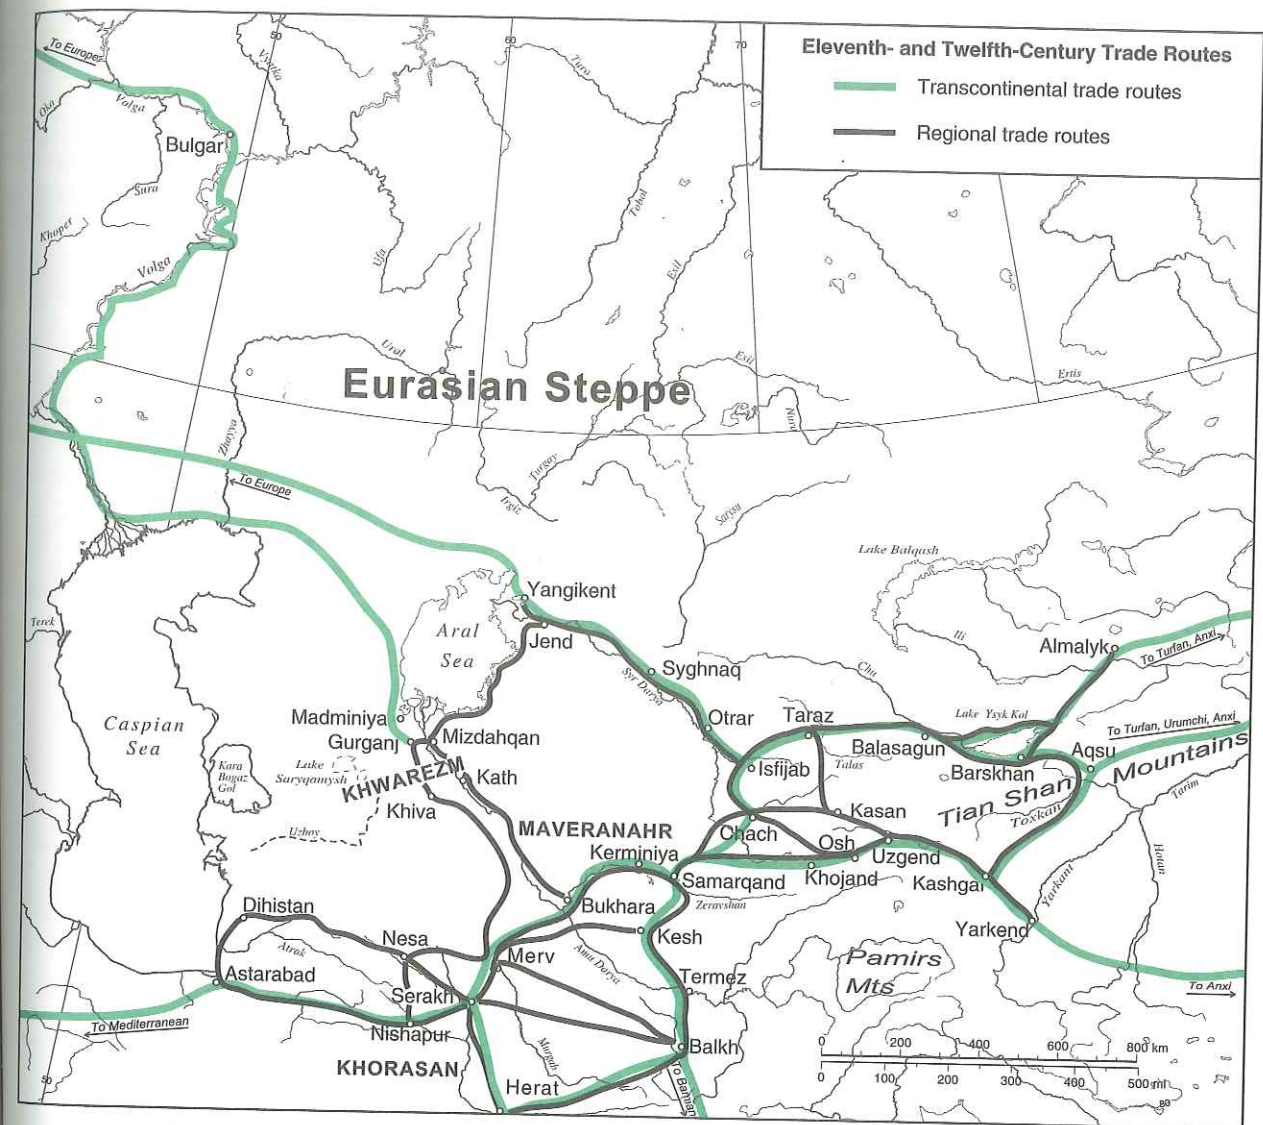 Eleventh- and Twelfth-Century Trade Routes
Transcontinental trade routes
Regional trade routes
50
60
70
To Europe
Vyatka
Tura
Oka
Volga
Bulgar
Sura
Khoper
Volga
Ufa
Tobol
Esil
Ural
Eurasian Steppe
Esil
Ertis
Nura
Zhayya
Turgay
To Europe
Irgiz
Sarysu
Lake Balqash
Terek
Aral
Sea
Yangikent
Jend
Ili
Almalyk
To Turfan, Anxi
Syghnaq
Syr Darya
Chu
Caspian
Sea
Madminiya
Gurganj
Mizdahqan
Otrar
Taraz
Lake Ysyk Kol
To Turfan, Urumchi, Anxi
Balasagun
Aqsu
Kara
Bogaz
Gol
Lake
Saryqamysh
KHWAREZM
Kath
Isfijab
Talas
Barskhan
Tian Shan Mountains
Khiva
Kasan
Toxkan
Tarim
Uzboy
MAVERANAHR
Chach
Osh
Kerminiya
Uzgend
Hotan
Samarqand
Khojand
Kashgar
Yarkant
Dihistan
Bukhara
Zeravshan
Nesa
Kesh
Yarkend
Atrak
Merv
Amu Darya
Pamirs
Mts
Astarabad
Serakh
Termez
To Anxi
To Mediterranean
Nishapur
Murgab
Balkh
0 200 400 600 800 km
0 100 200 300 400 500 ml
KHORASAN
Herat
To Bamian
50
80